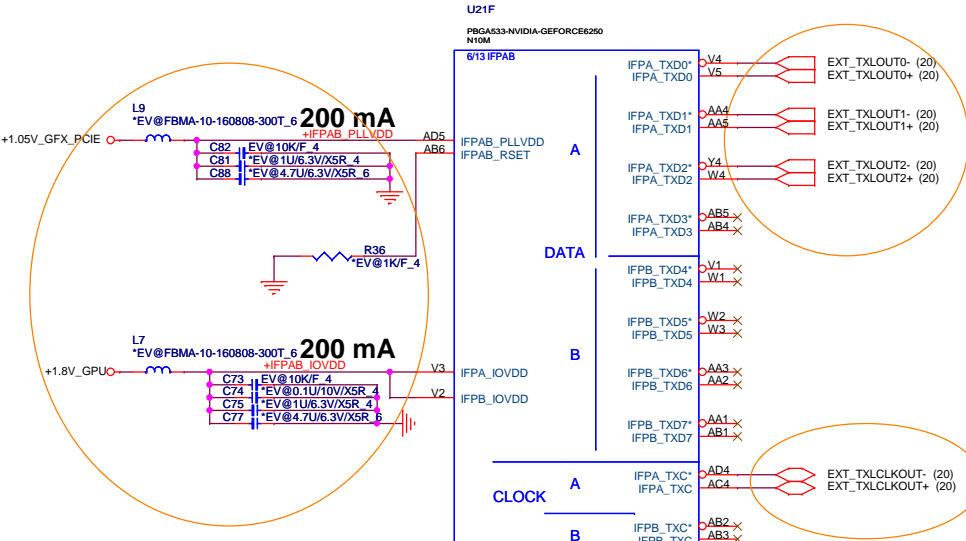 U21F
PBGA533-NVIDIA-GEFORCE6250
N10M
6/13 IFPAB
L9
*EV@FBMA-10-160808-300T_6
200 mA
+1.05V_GFX_PCIE
+IFPAB_PLLVDD
AD5
IFPAB_PLLVDD
C82
EV@10K/F_4
AB6
IFPAB_RSET
C81
*EV@1U/6.3V/X5R_4
C88
*EV@4.7U/6.3V/X5R_6
R36
*EV@1K/F_4
L7
*EV@FBMA-10-160808-300T_6
200 mA
+1.8V_GPU
+IFPAB_IOVDD
V3
IFPA_IOVDD
C73
EV@10K/F_4
C74
*EV@0.1U/10V/X5R_4
V2
IFPB_IOVDD
C75
*EV@1U/6.3V/X5R_4
C77
*EV@4.7U/6.3V/X5R_6
A
DATA
B
CLOCK
A
B
IFPA_TXD0*
V4
EXT_TXLOUT0- (20)
IFPA_TXD0
V5
EXT_TXLOUT0+ (20)
IFPA_TXD1*
AA4
EXT_TXLOUT1- (20)
IFPA_TXD1
AA5
EXT_TXLOUT1+ (20)
IFPA_TXD2*
Y4
EXT_TXLOUT2- (20)
IFPA_TXD2
W4
EXT_TXLOUT2+ (20)
IFPA_TXD3*
AB5
IFPA_TXD3
AB4
IFPB_TXD4*
V1
IFPB_TXD4
W1
IFPB_TXD5*
W2
IFPB_TXD5
W3
IFPB_TXD6*
AA3
IFPB_TXD6
AA2
IFPB_TXD7*
AA1
IFPB_TXD7
AB1
IFPA_TXC*
AD4
EXT_TXLCLKOUT- (20)
IFPA_TXC
AC4
EXT_TXLCLKOUT+ (20)
IFPB_TXC*
AB2
IFPB_TXC
AB3